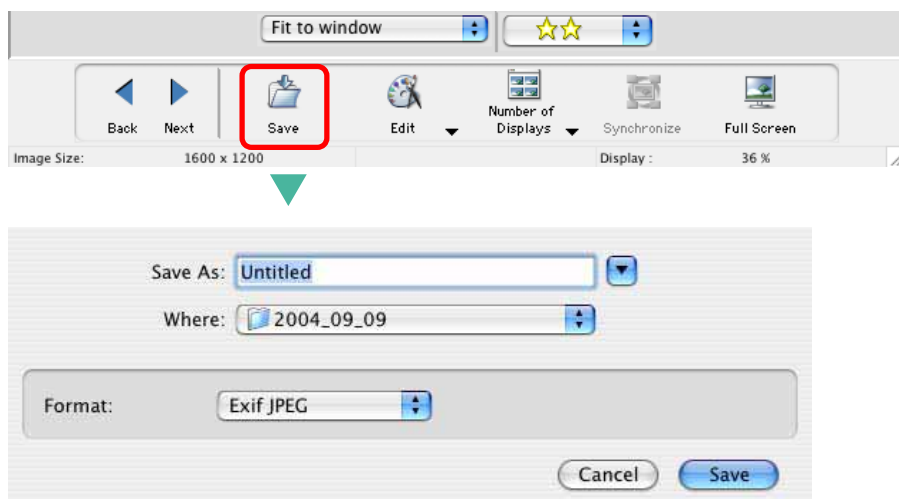 Fit to window
Back Next Save Edit Number of Displays Synchronize Full Screen
Image Size: 1600 x 1200 Display : 36 %
Save As: Untitled
Where: 2004_09_09
Format: Exif JPEG
Cancel Save